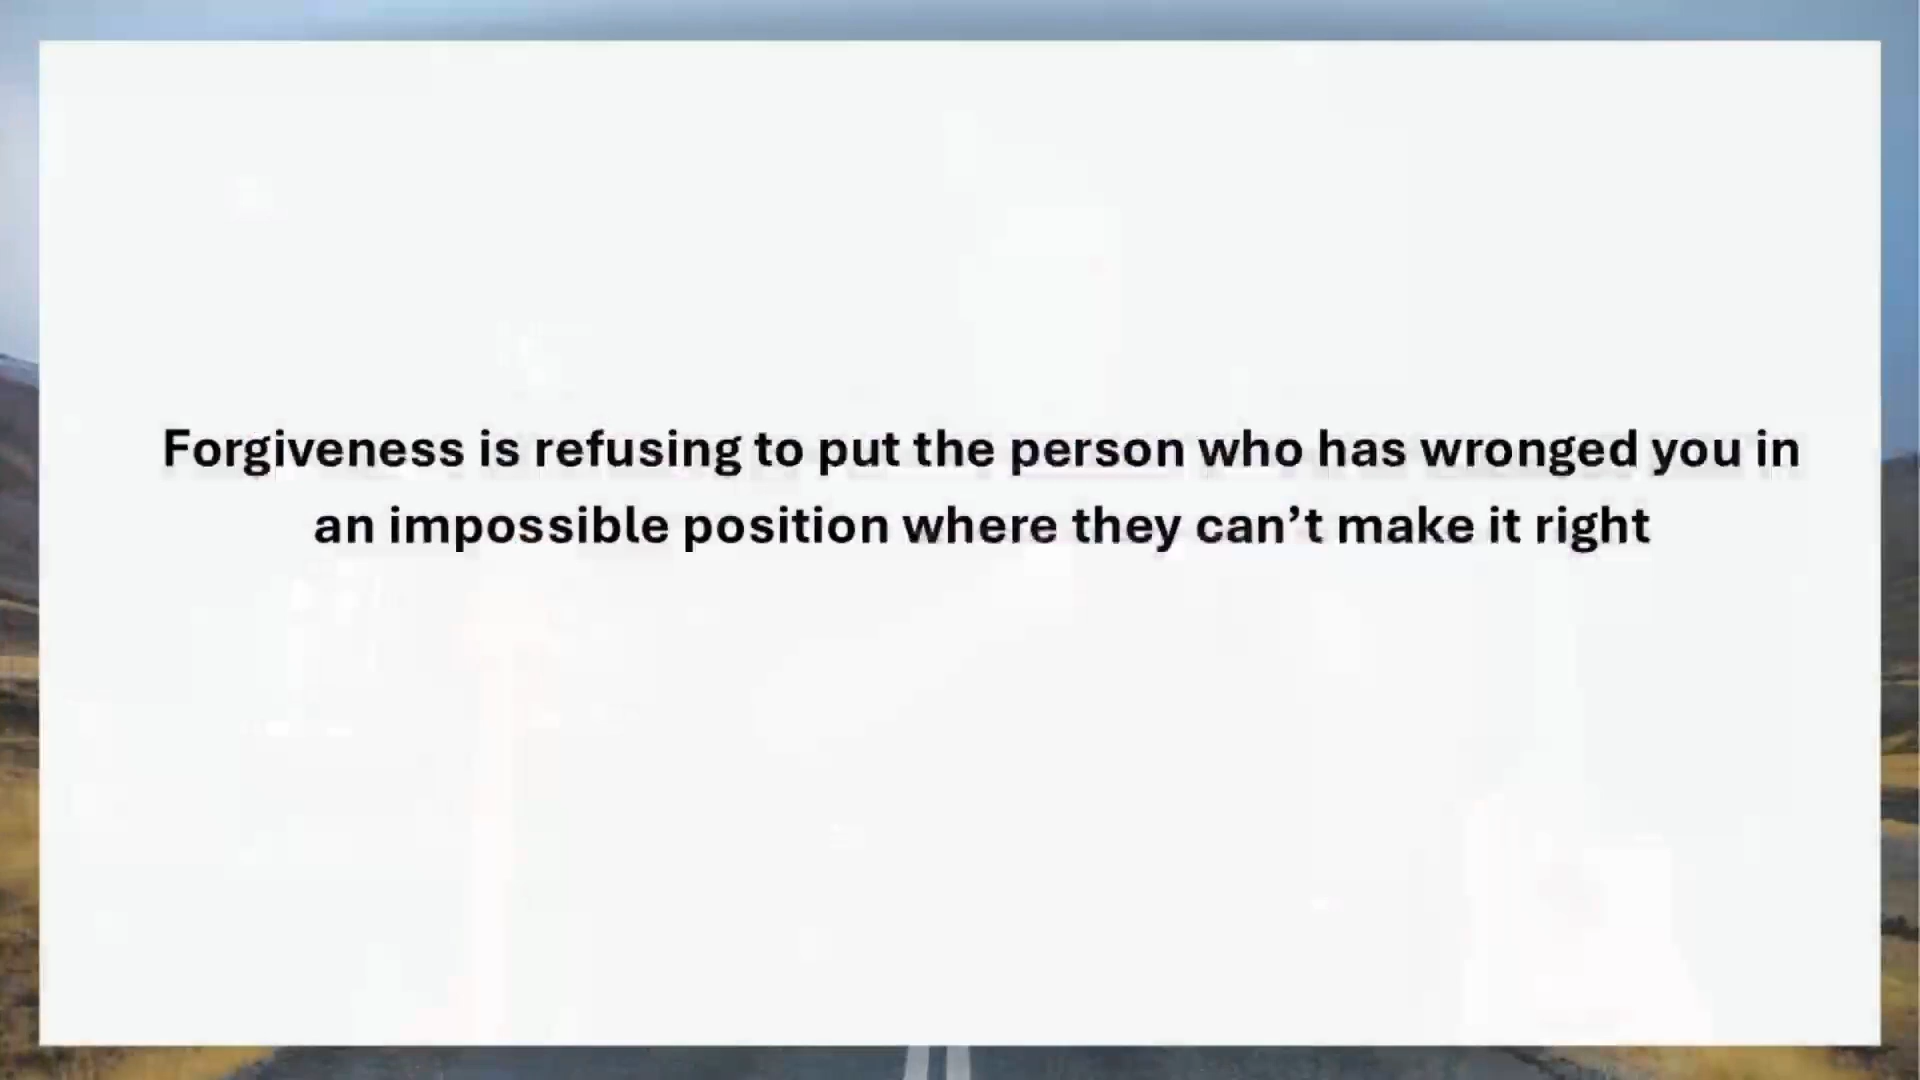 Forgiveness is refusing to put the person who has wronged you in
an impossible position where they can’t make it right